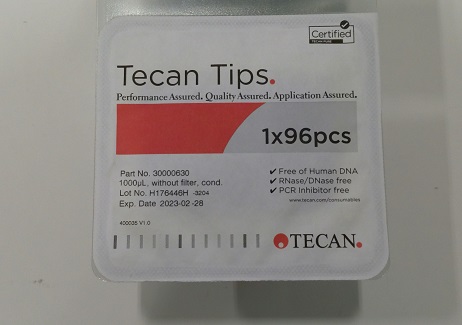 Certified
TECAN PURE
Tecan Tips.
Performance Assured. Quality Assured. Application Assured.
1x96pcs
Part No. 30000630
1000µL, without filter, cond.
Lot No. H176446H -3204
Exp. Date 2023-02-28
✓ Free of Human DNA
✓ RNase/DNase free
✓ PCR Inhibitor free
www.tecan.com/consumables
400035 V1.0
TECAN.